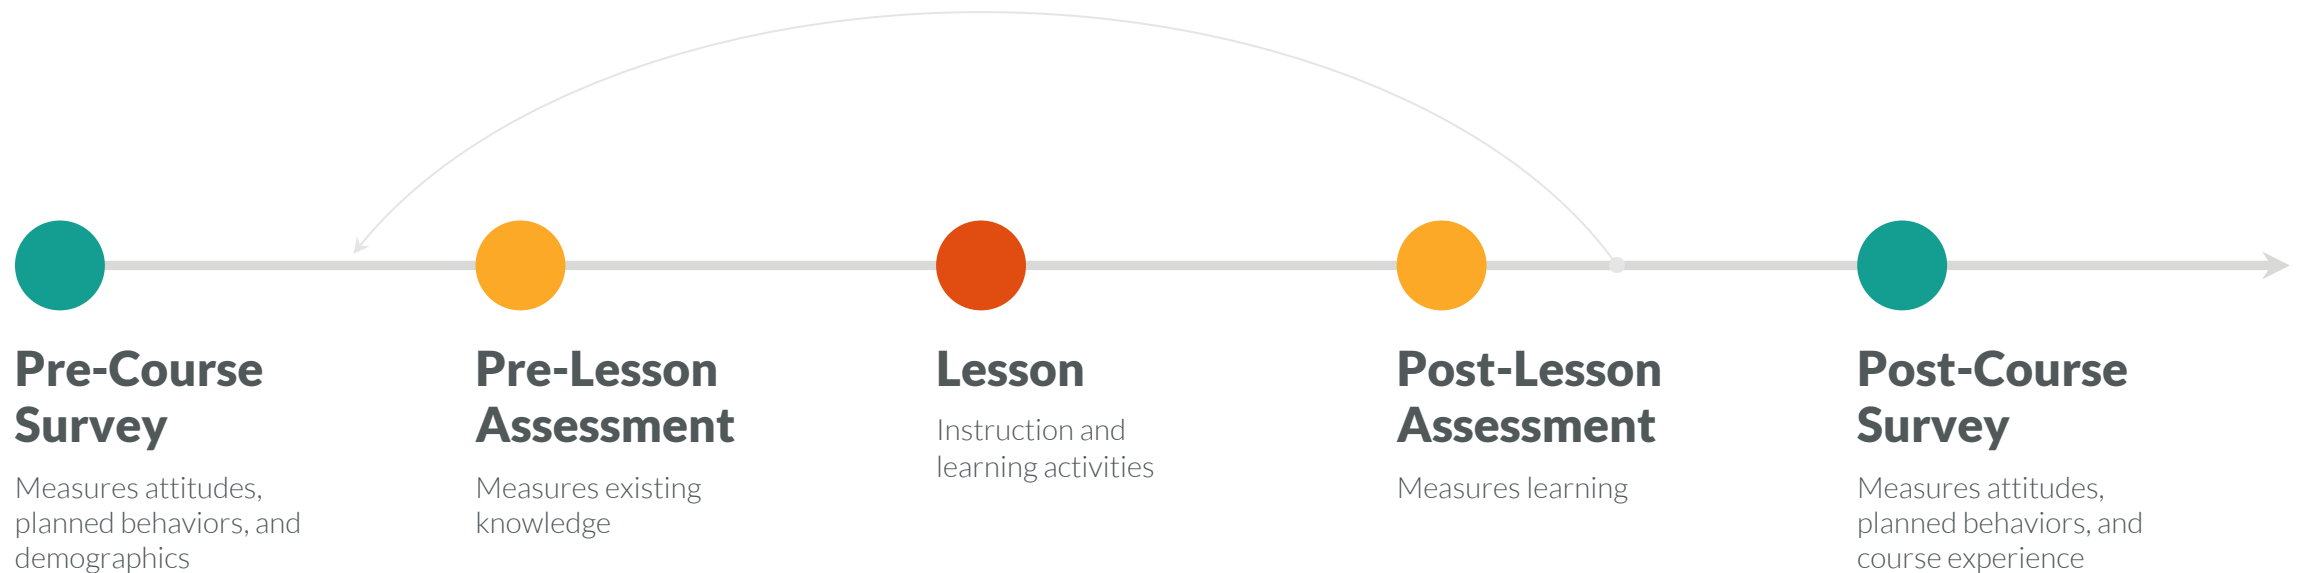 Pre-Course
Survey
Measures attitudes,
planned behaviors, and
demographics
Pre-Lesson
Assessment
Measures existing
knowledge
Lesson
Instruction and
learning activities
Post-Lesson
Assessment
Measures learning
Post-Course
Survey
Measures attitudes,
planned behaviors, and
course experience